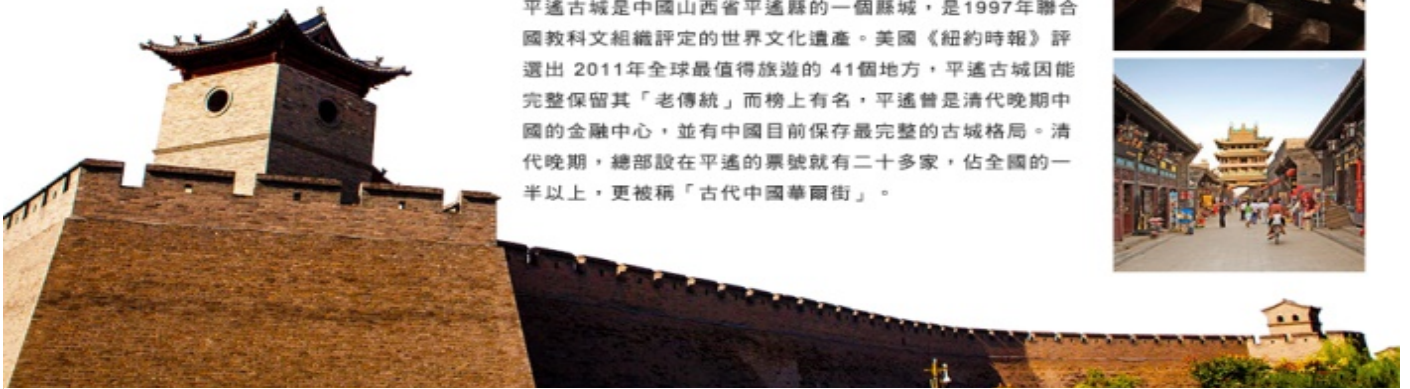 平遙古城是中國山西省平遙縣的一個縣城，是1997年聯合
國教科文組織評定的世界文化遺產。美國《紐約時報》評
選出 2011年全球最值得旅遊的 41個地方，平遙古城因能
完整保留其「老傳統」而榜上有名，平遙曾是清代晚期中
國的金融中心，並有中國目前保存最完整的古城格局。清
代晚期，總部設在平遙的票號就有二十多家，佔全國的一
半以上，更被稱「古代中國華爾街」。